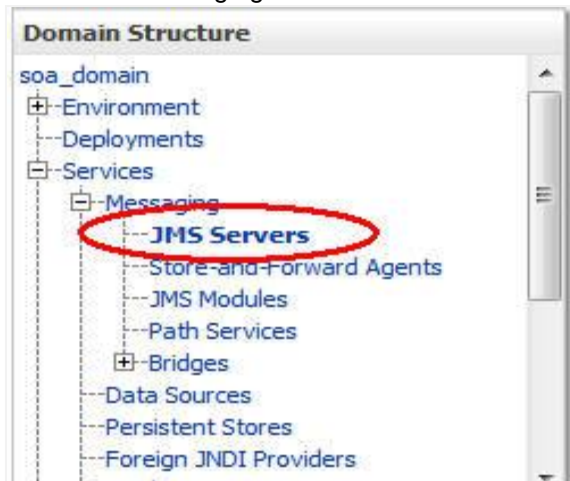 Domain Structure
soa_domain
Environment
Deployments
Services
Messaging
JMS Servers
Store-and-Forward Agents
JMS Modules
Path Services
Bridges
Data Sources
Persistent Stores
Foreign JNDI Providers